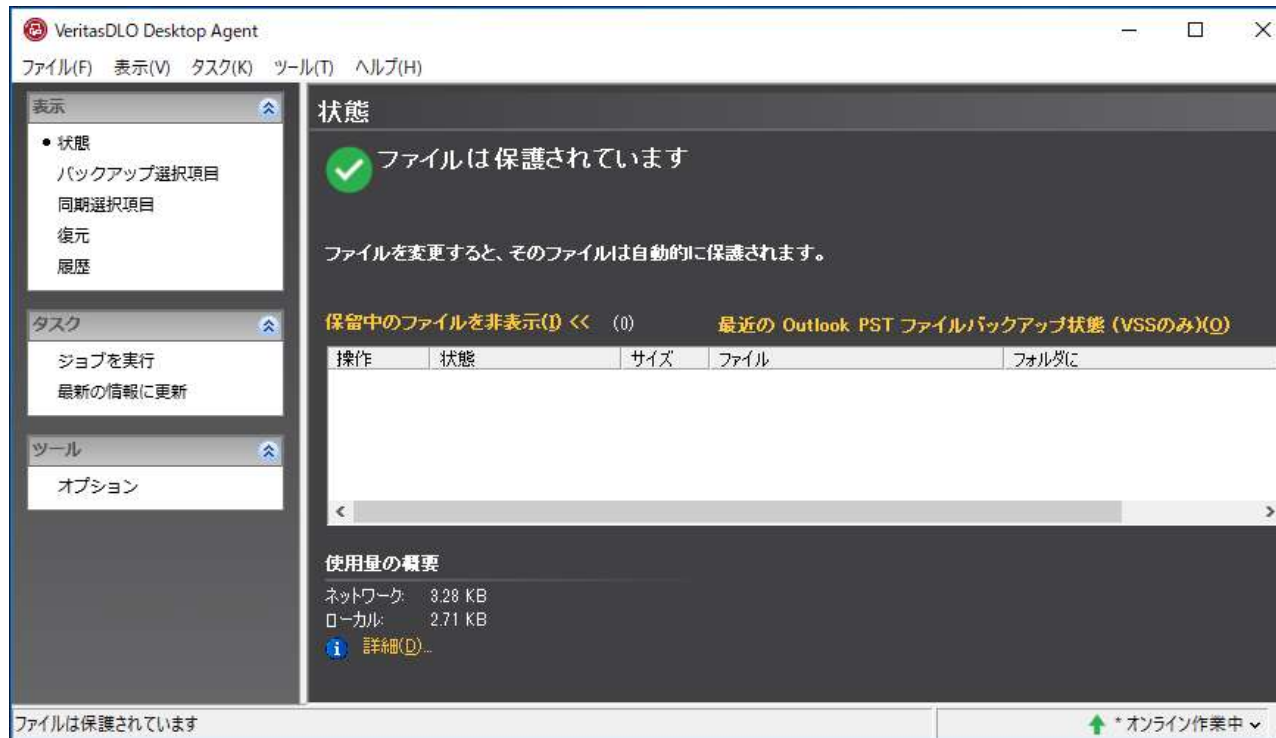 VeritasDLO Desktop Agent
ファイル(F) 表示(V) タスク(K) ツール(T) ヘルプ(H)
表示
状態
バックアップ選択項目
同期選択項目
復元
履歴
タスク
ジョブを実行
最新の情報に更新
ツール
オプション
状態
ファイルは保護されています
ファイルを変更すると、そのファイルは自動的に保護されます。
保留中のファイルを非表示(I) << (0) 最近の Outlook PST ファイルバックアップ状態 (VSSのみ)(O)
操作 状態 サイズ ファイル フォルダに
使用量の概要
ネットワーク: 3.28 KB
ローカル: 2.71 KB
詳細(D)...
ファイルは保護されています * オンライン作業中